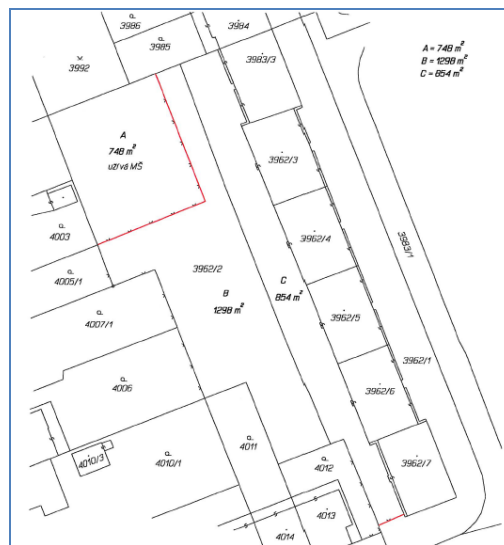 3986
3985
3984
3983/3
3992
A = 748 m²
B = 1298 m²
C = 854 m²
A
748 m²
užívá MŠ
3962/3
4003
3962/4
3983/1
4005/1
3962/2
B
1298 m²
C
854 m²
4007/1
3962/5
3962/1
4006
3962/6
4011
4010/3
4010/1
4012
3962/7
4013
4014